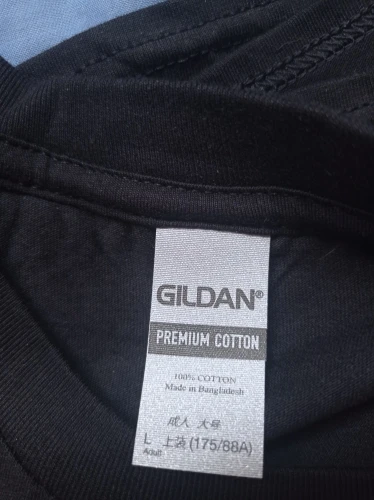 GILDAN®
PREMIUM COTTON
100% COTTON
Made in Bangladesh
成人 大号
L 上装 (175/88A)
Adult